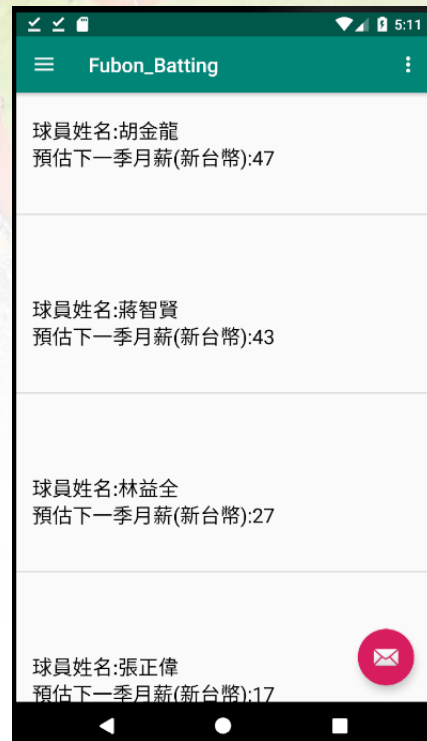 5:11
Fubon_Batting
球員姓名:胡金龍
預估下一季月薪(新台幣):47
球員姓名:蔣智賢
預估下一季月薪(新台幣):43
球員姓名:林益全
預估下一季月薪(新台幣):27
球員姓名:張正偉
預估下一季月薪(新台幣):17